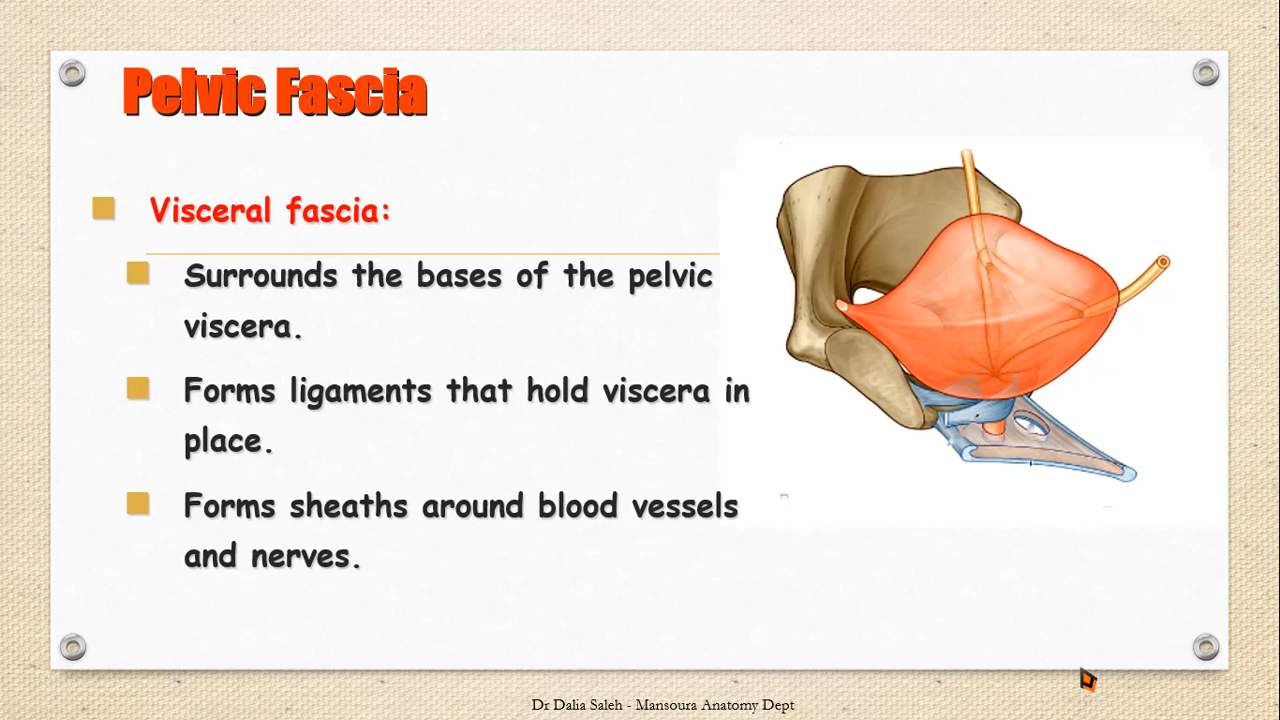 Pelvic Fascia
Visceral fascia:
Surrounds the bases of the pelvic
viscera.
Forms ligaments that hold viscera in
place.
Forms sheaths around blood vessels
and nerves.
Dr Dalia Saleh - Mansoura Anatomy Dept